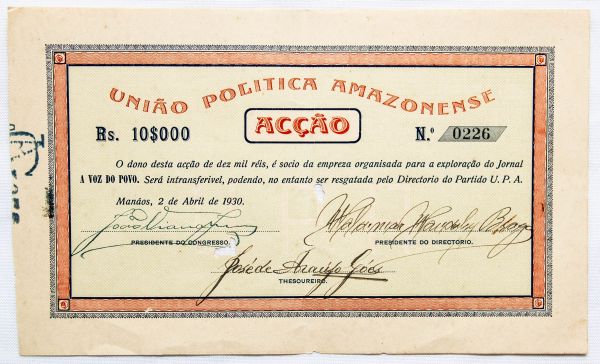 UNIÃO POLITICA AMAZONENSE
Rs. 10$000 ACÇÃO N.º 0226
O dono desta acção de dez mil réis, é socio da empreza organisada para a exploração do Jornal
A VOZ DO POVO. Será intransferivel, podendo, no entanto ser resgatada pelo Directorio do Partido U. P. A.
Manáos, 2 de Abril de 1930.
PRESIDENTE DO CONGRESSO. PRESIDENTE DO DIRECTORIO.
José de Araujo Góes
THESOUREIRO.